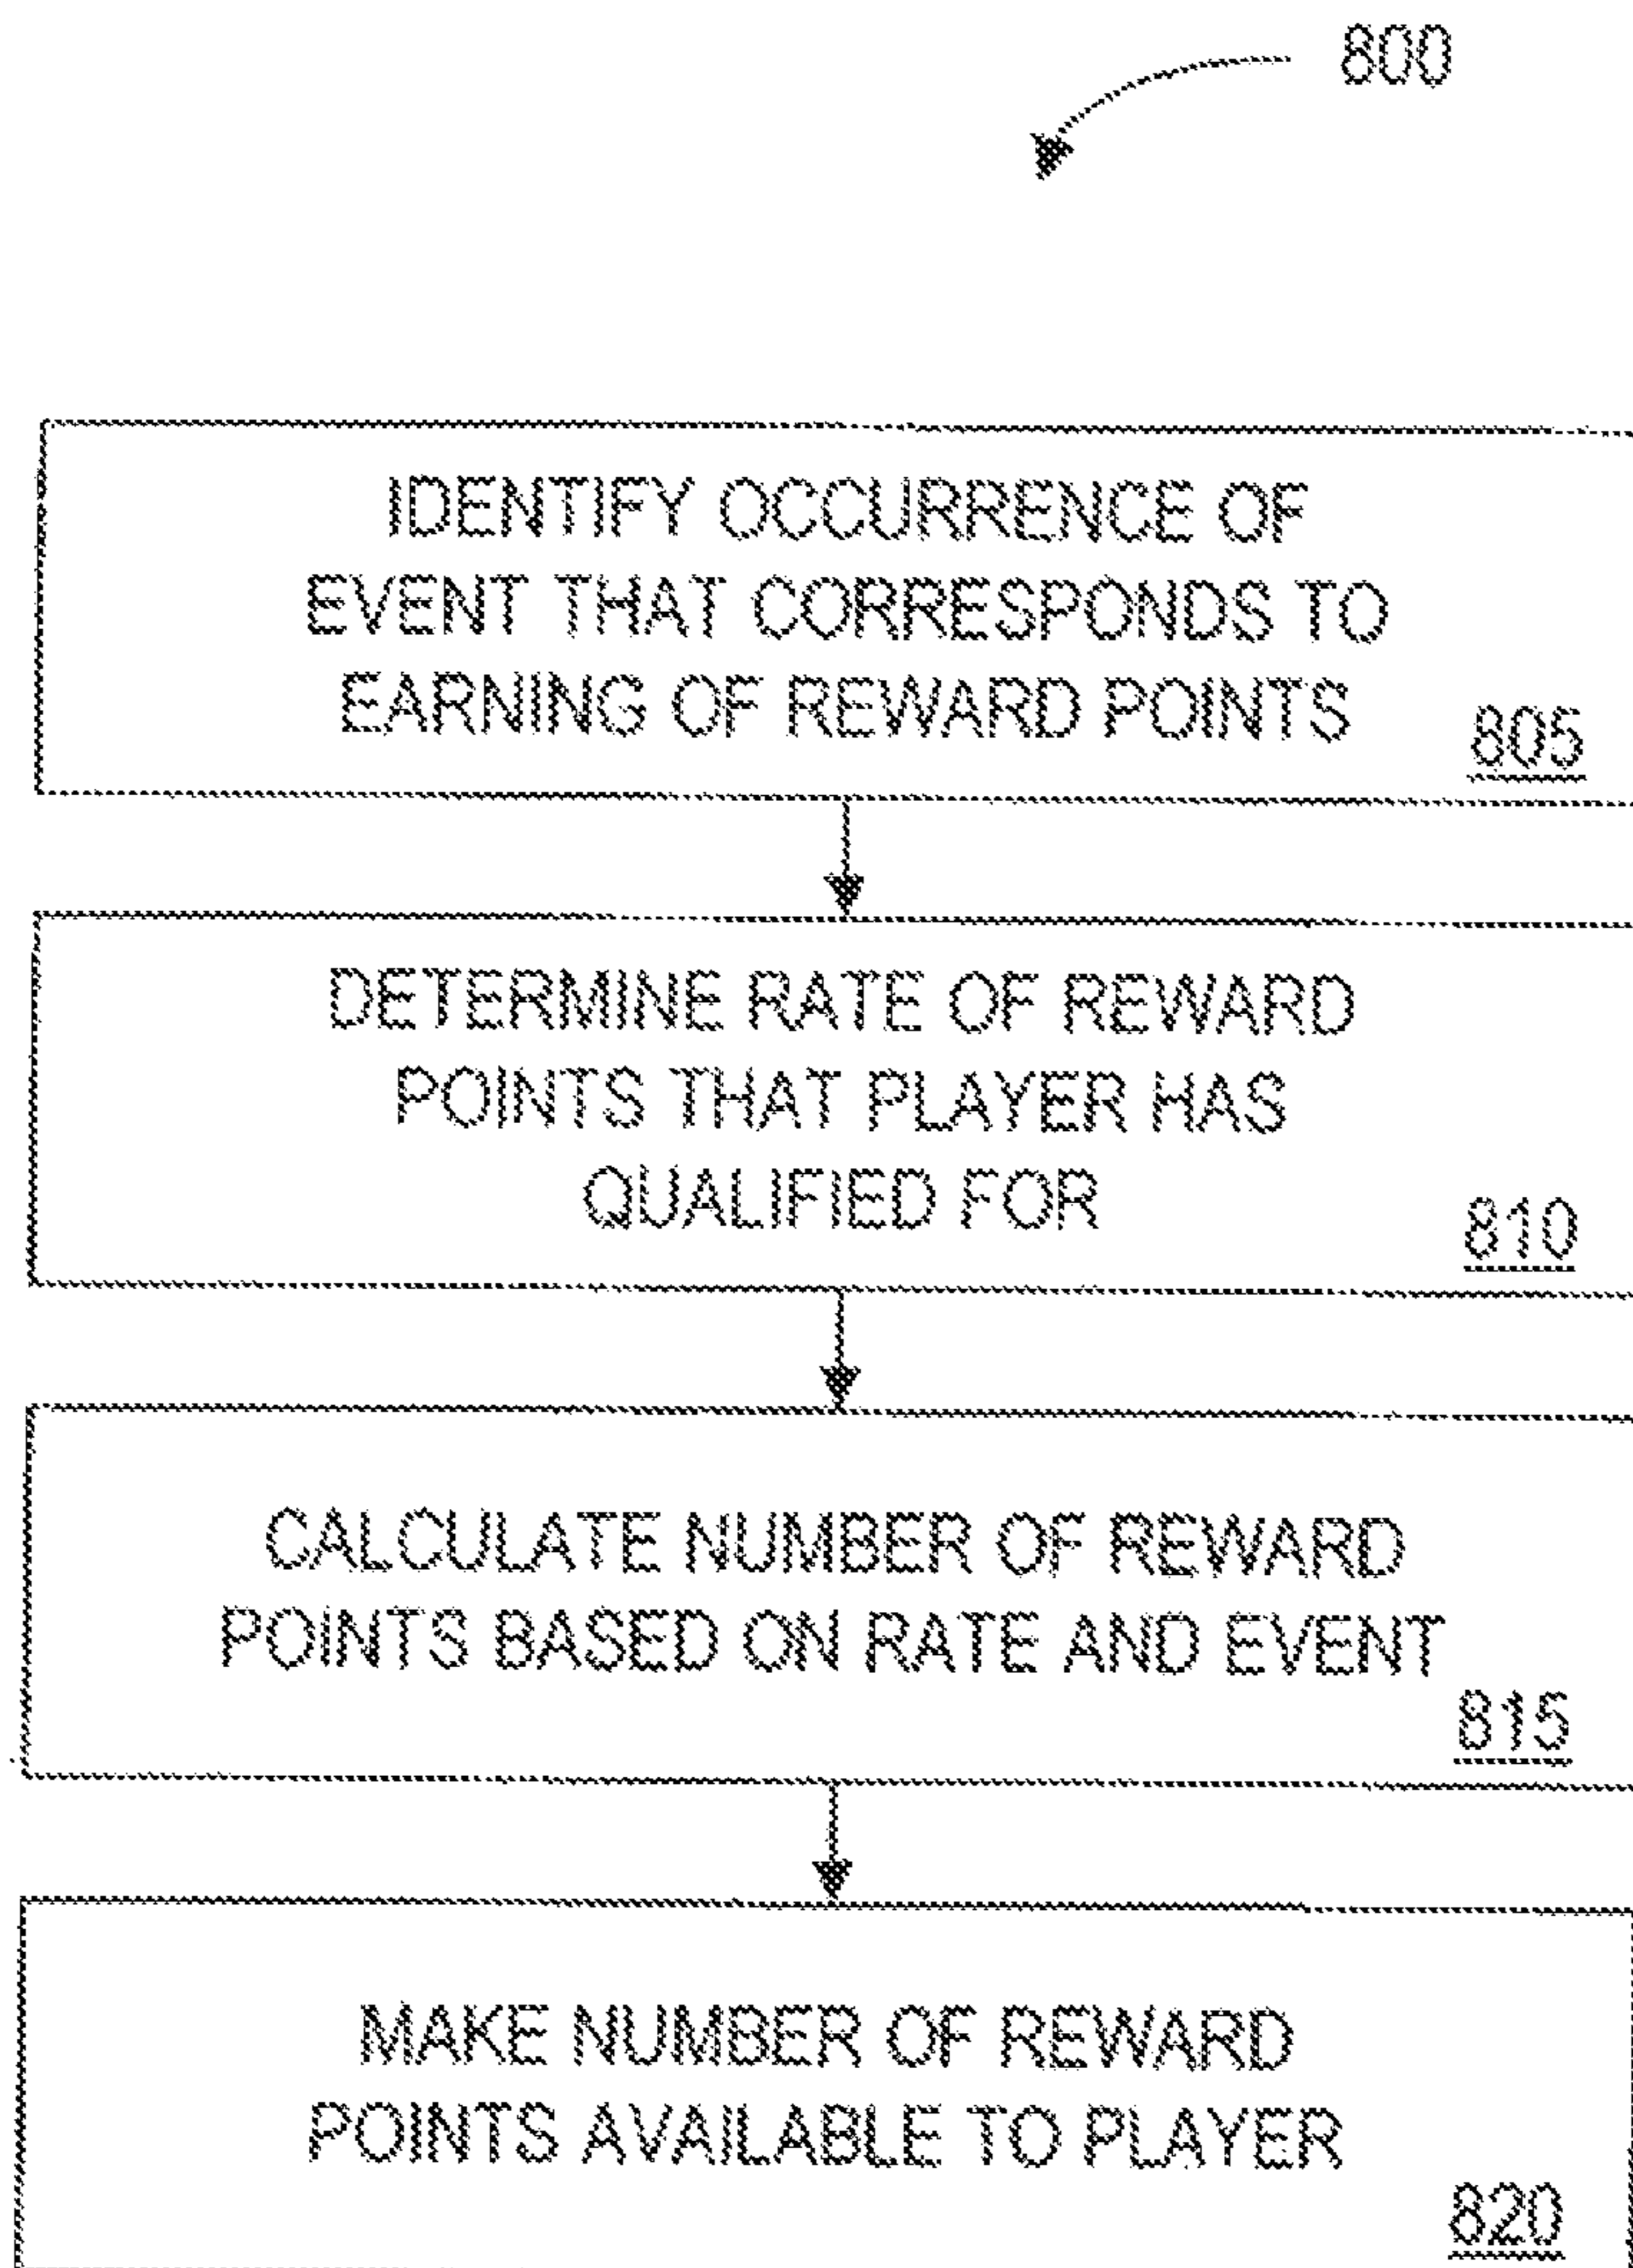 800
IDENTIFY OCCURRENCE OF
EVENT THAT CORRESPONDS TO
EARNING OF REWARD POINTS
805
DETERMINE RATE OF REWARD
POINTS THAT PLAYER HAS
QUALIFIED FOR
810
CALCULATE NUMBER OF REWARD
POINTS BASED ON RATE AND EVENT
815
MAKE NUMBER OF REWARD
POINTS AVAILABLE TO PLAYER
820